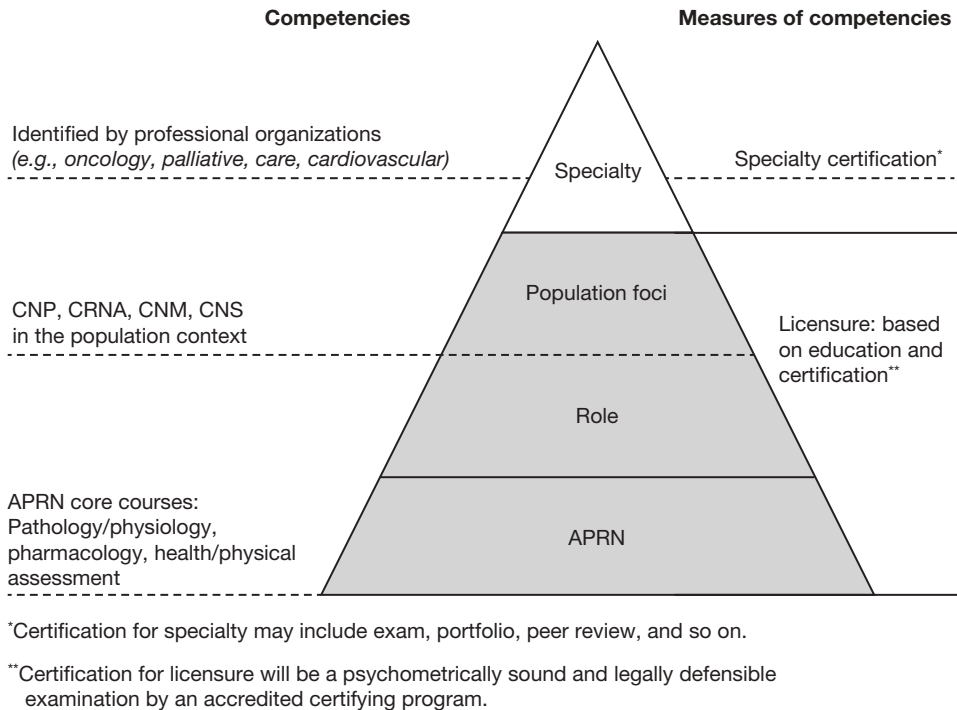 Competencies
Measures of competencies
Identified by professional organizations
(e.g., oncology, palliative, care, cardiovascular)
Specialty
Specialty certification*
Population foci
CNP, CRNA, CNM, CNS
in the population context
Licensure: based
on education and
certification**
Role
APRN core courses:
Pathology/physiology,
pharmacology, health/physical
assessment
APRN
*Certification for specialty may include exam, portfolio, peer review, and so on.
**Certification for licensure will be a psychometrically sound and legally defensible
examination by an accredited certifying program.